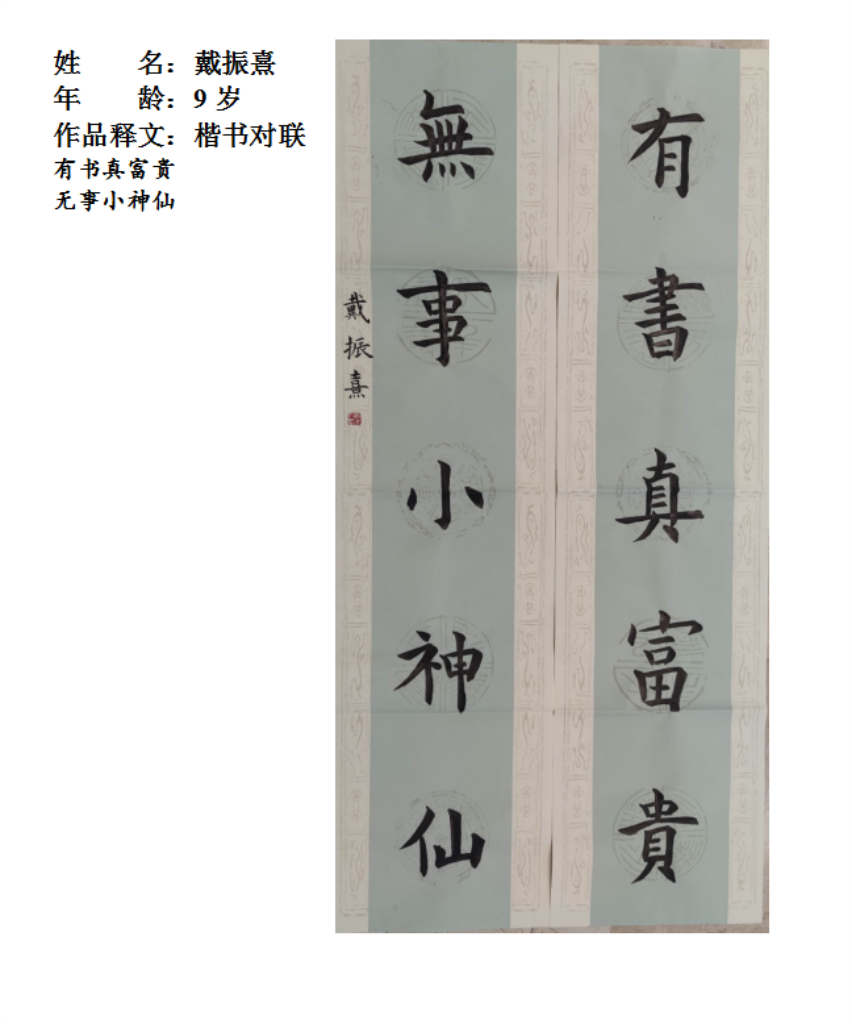 姓　　名：戴振熹
年　　龄：9 岁
作品释文：楷书对联
有书真富贵
无事小神仙
有書真富貴
無事小神仙
戴振熹